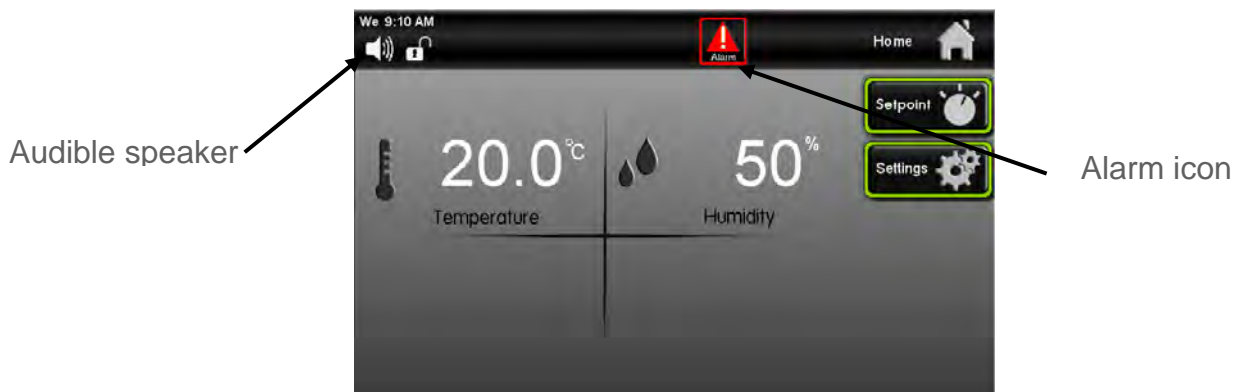 We 9:10 AM
Alarm
Home
Setpoint
Audible speaker
20.0°C
50%
Settings
Alarm icon
Temperature
Humidity